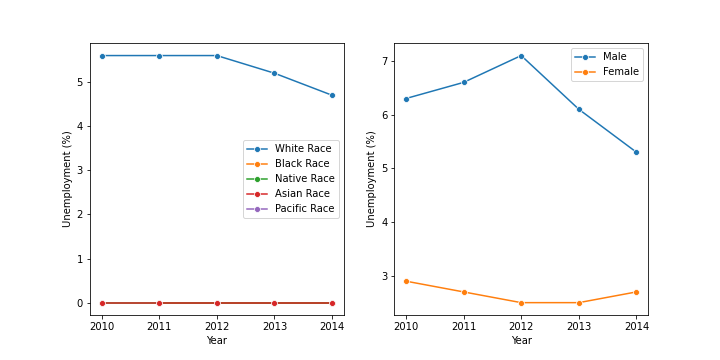 Unemployment (%)
5
4
3
2
1
0
White Race
Black Race
Native Race
Asian Race
Pacific Race
2010 2011 2012 2013 2014
Year
Unemployment (%)
7
6
5
4
3
Male
Female
2010 2011 2012 2013 2014
Year